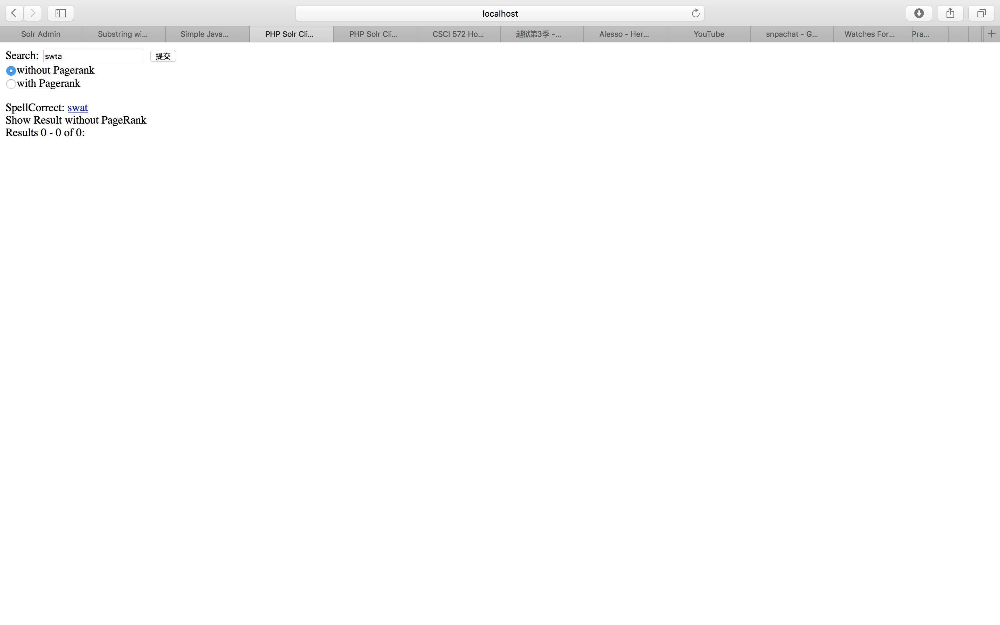 localhost
Solr Admin
Substring wi...
Simple Java...
PHP Solr Cli...
PHP Solr Cli...
CSCI 572 Ho...
越狱第3季 -...
Alesso - Her...
YouTube
snpachat - G...
Watches For...
Pra...
Search: swta 提交
without Pagerank
with Pagerank
SpellCorrect: swat
Show Result without PageRank
Results 0 - 0 of 0: